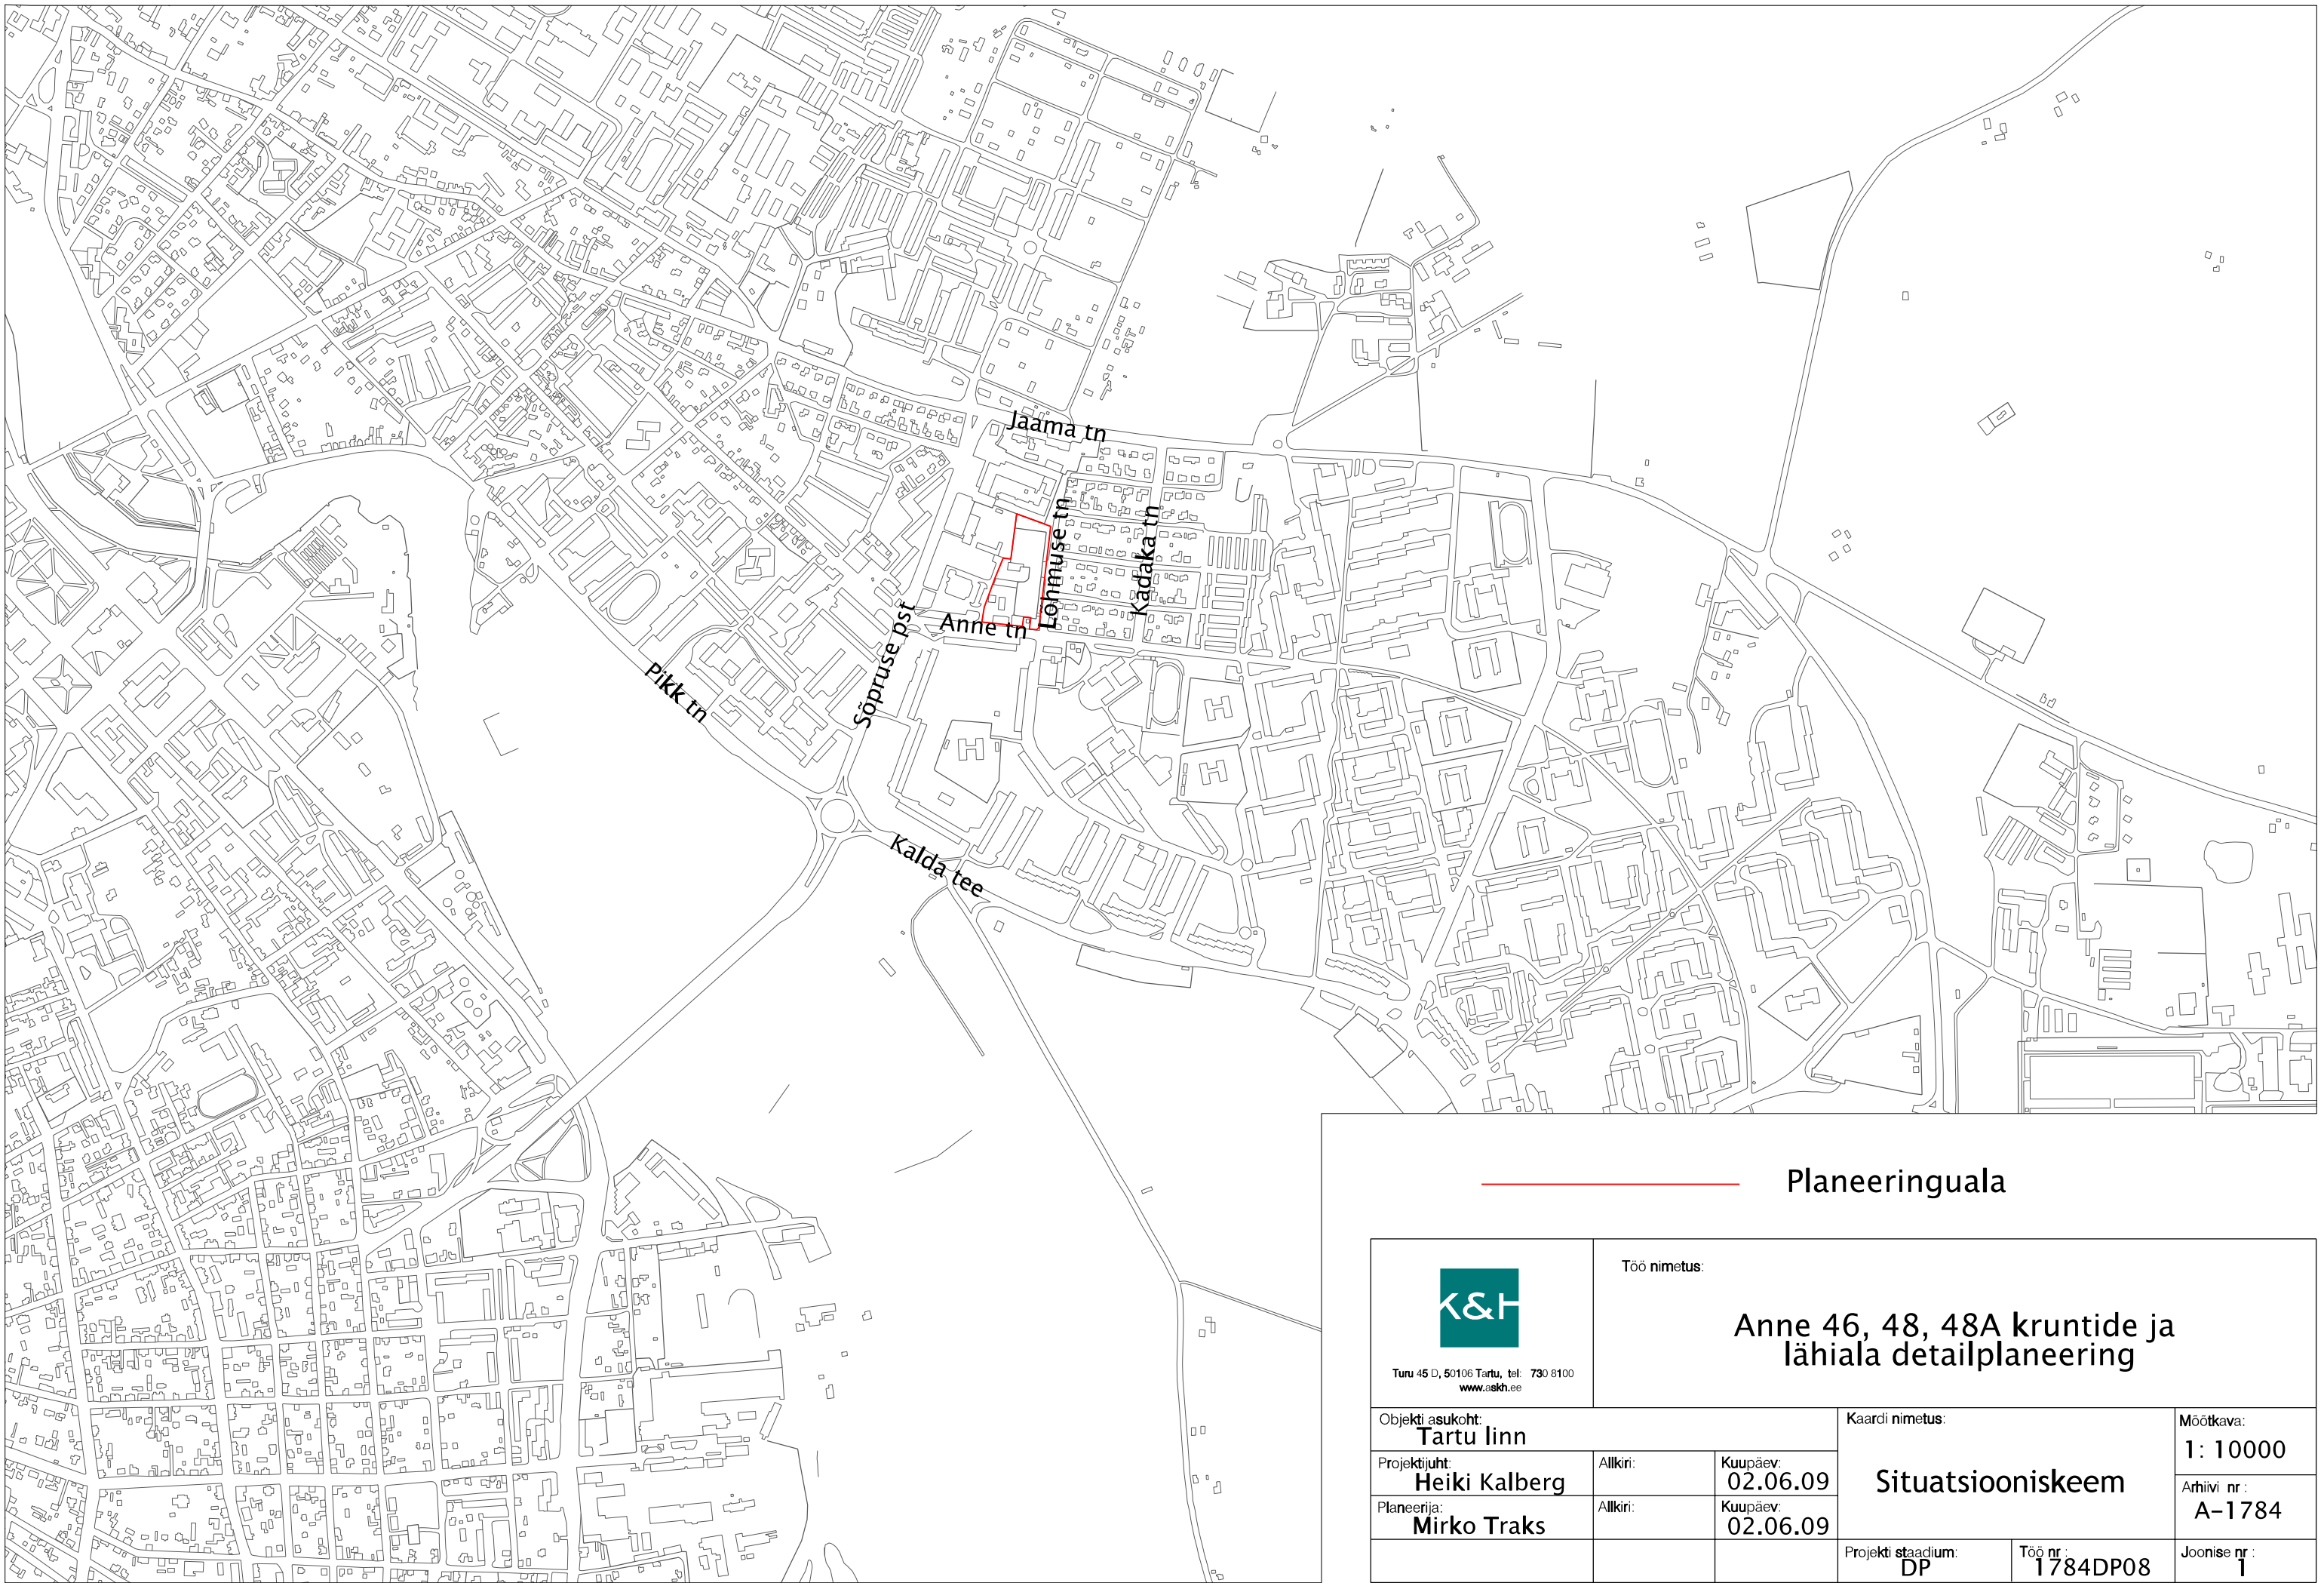 Jaama tn
Lohmuse tn
Kadaka tn
Anne tn
Sõpruse pst
Pikk tn
Kalda tee
Planeeringuala
K&H
Turu 45 D, 50106 Tartu, tel: 730 8100
www.askh.ee
Töö nimetus:
Anne 46, 48, 48A kruntide ja
lähiala detailplaneering
Objekti asukoht:
Tartu linn
Projektijuht:
Heiki Kalberg
Allkiri:
Kuupäev:
02.06.09
Planeerija:
Mirko Traks
Allkiri:
Kuupäev:
02.06.09
Kaardi nimetus:
Situatsiooniskeem
Möötkava:
1: 10000
Arhiivi nr :
A-1784
Projekti staadium:
DP
Töö nr :
1784DP08
Joonise nr :
1